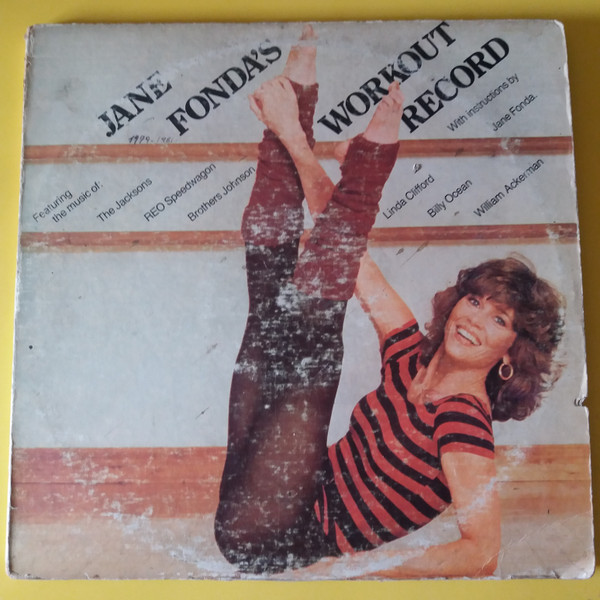 JANE
FONDA'S
WORKOUT
RECORD
With instructions by
Jane Fonda.
Featuring
the music of:
The Jacksons
REO Speedwagon
Brothers Johnson
Linda Clifford
Billy Ocean
William Ackerman